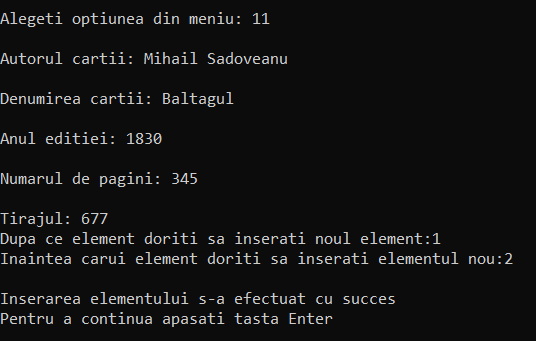 Alegeti optiunea din meniu: 11
Autorul cartii: Mihail Sadoveanu
Denumirea cartii: Baltagul
Anul editiei: 1830
Numarul de pagini: 345
Tirajul: 677
Dupa ce element doriti sa inserati noul element:1
Inaintea carui element doriti sa inserati elementul nou:2
Inserarea elementului s-a efectuat cu succes
Pentru a continua apasati tasta Enter